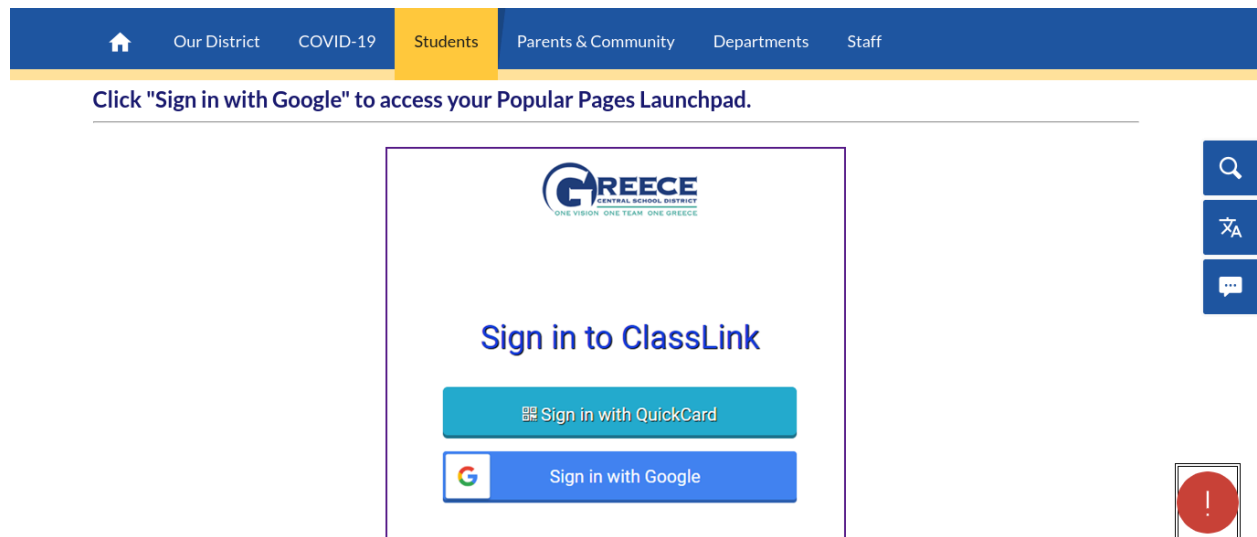 Our District COVID-19 Students Parents & Community Departments Staff
Click "Sign in with Google" to access your Popular Pages Launchpad.
GREECE
CENTRAL SCHOOL DISTRICT
ONE VISION ONE TEAM ONE GREECE
Sign in to ClassLink
Sign in with QuickCard
G Sign in with Google
!